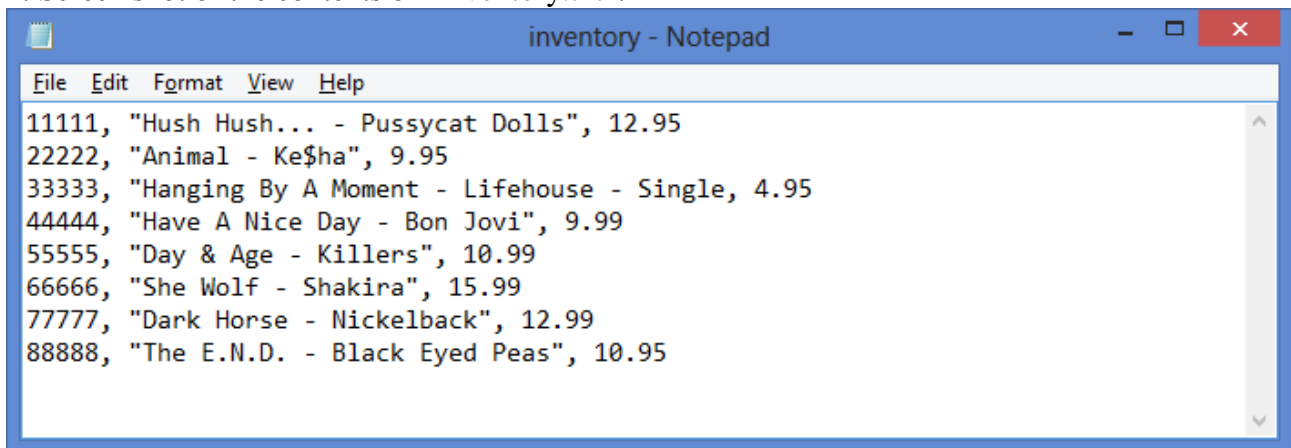 inventory - Notepad
File Edit Format View Help
11111, "Hush Hush... - Pussycat Dolls", 12.95
22222, "Animal - Ke$ha", 9.95
33333, "Hanging By A Moment - Lifehouse - Single, 4.95
44444, "Have A Nice Day - Bon Jovi", 9.99
55555, "Day & Age - Killers", 10.99
66666, "She Wolf - Shakira", 15.99
77777, "Dark Horse - Nickelback", 12.99
88888, "The E.N.D. - Black Eyed Peas", 10.95